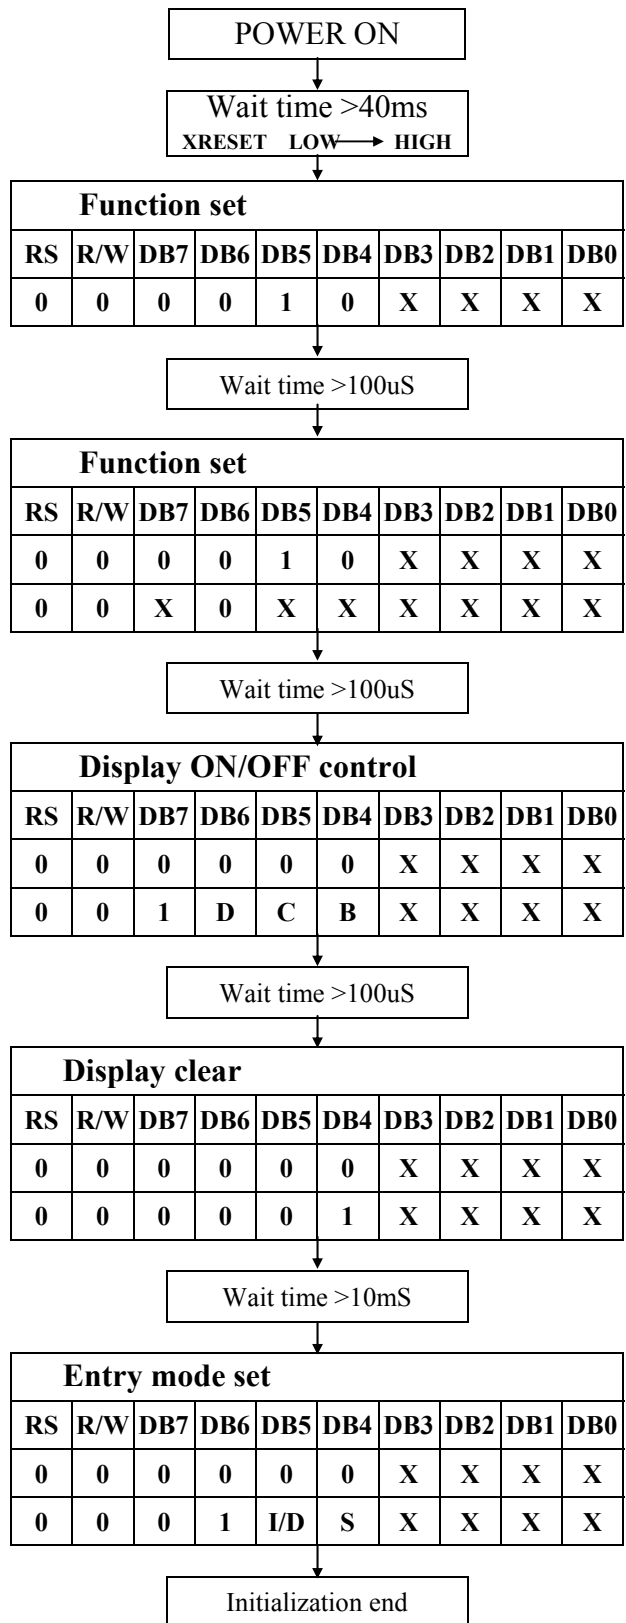 POWER ON
Wait time >40ms
XRESET LOW HIGH
Function set
RS R/W DB7 DB6 DB5 DB4 DB3 DB2 DB1 DB0
0 0 0 0 1 0 X X X X
Wait time >100uS
Function set
RS R/W DB7 DB6 DB5 DB4 DB3 DB2 DB1 DB0
0 0 0 0 1 0 X X X X
0 0 X 0 X X X X X X
Wait time >100uS
Display ON/OFF control
RS R/W DB7 DB6 DB5 DB4 DB3 DB2 DB1 DB0
0 0 0 0 0 0 X X X X
0 0 1 D C B X X X X
Wait time >100uS
Display clear
RS R/W DB7 DB6 DB5 DB4 DB3 DB2 DB1 DB0
0 0 0 0 0 0 X X X X
0 0 0 0 0 1 X X X X
Wait time >10mS
Entry mode set
RS R/W DB7 DB6 DB5 DB4 DB3 DB2 DB1 DB0
0 0 0 0 0 0 X X X X
0 0 0 1 I/D S X X X X
Initialization end